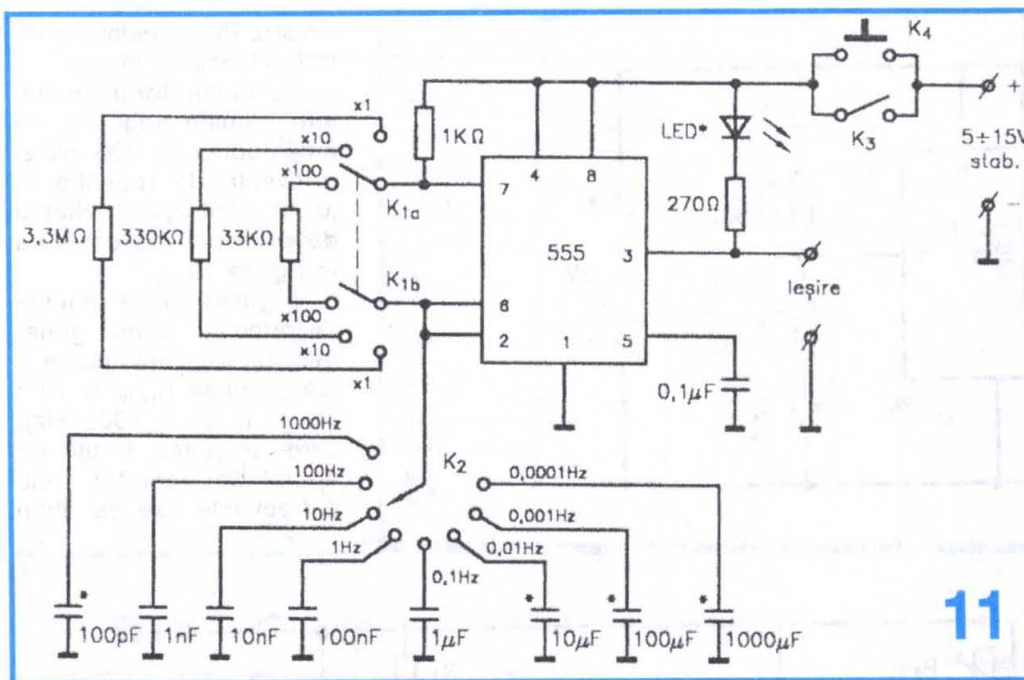 K4
x1
x10
x100
1KΩ
LED*
K3
+
5±15V
stab.
−
4
8
7
K1a
270Ω
3,3MΩ
330KΩ
33KΩ
555
3
Ieșire
K1b
x100
6
2
1
5
x10
x1
0,1μF
1000Hz
K2
100Hz
0,0001Hz
10Hz
0,001Hz
1Hz
0,01Hz
0,1Hz
*
*
*
*
100pF
1nF
10nF
100nF
1μF
10μF
100μF
1000μF
11